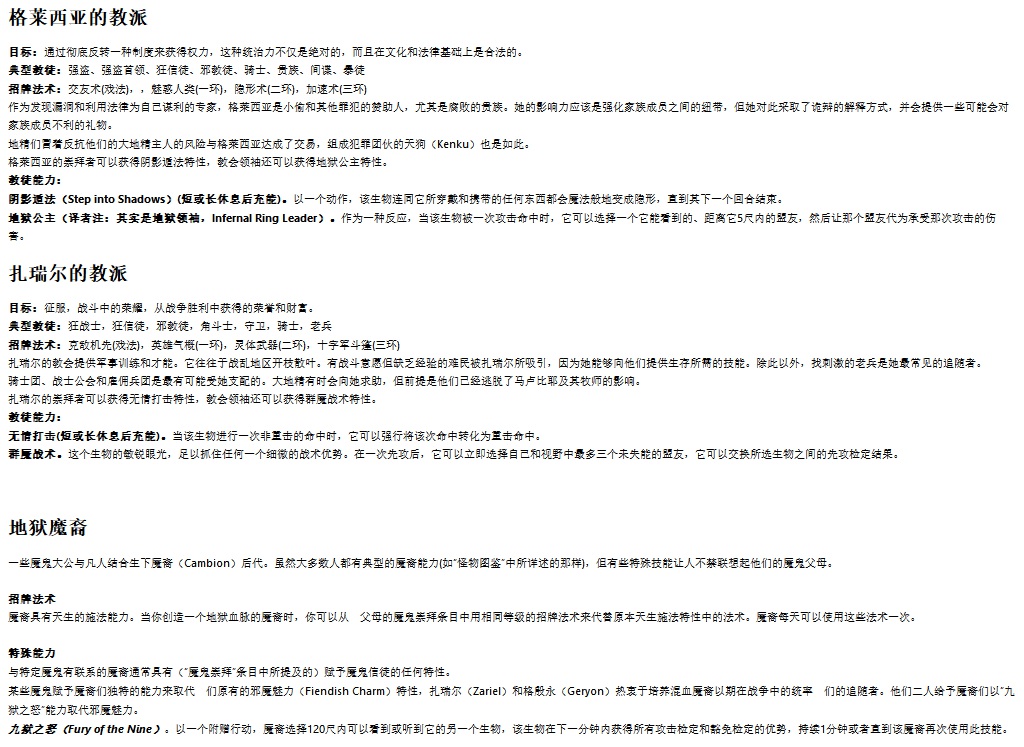 格莱西亚的教派
目标：通过彻底反转一种制度来获得权力，这种统治力不仅是绝对的，而且在文化和法律基础上是合法的。
典型教徒：强盗、强盗首领、狂信徒、邪教徒、骑士、贵族、间谍、暴徒
招牌法术：交友术(戏法)，，魅惑人类(一环)，隐形术(二环)，加速术(三环)
作为发现漏洞和利用法律为自己谋利的专家，格莱西亚是小偷和其他罪犯的赞助人，尤其是腐败的贵族。她的影响力应该是强化家族成员之间的纽带，但她对此采取了诡辩的解释方式，并会提供一些可能会对
家族成员不利的礼物。
地精们冒着反抗他们的大地精主人的风险与格莱西亚达成了交易，组成犯罪团伙的天狗（Kenku）也是如此。
格莱西亚的崇拜者可以获得阴影遁法特性，教会领袖还可以获得地狱公主特性。
教徒能力：
阴影遁法（Step into Shadows）(短或长休息后充能)。以一个动作，该生物连同它所穿戴和携带的任何东西都会魔法般地变成隐形，直到其下一个回合结束。
地狱公主（译者注：其实是地狱领袖，Infernal Ring Leader）。作为一种反应，当该生物被一次攻击命中时，它可以选择一个它能看到的、距离它5尺内的盟友，然后让那个盟友代为承受那次攻击的伤
害。
扎瑞尔的教派
目标：征服，战斗中的荣耀，从战争胜利中获得的荣誉和财富。
典型教徒：狂战士，狂信徒，邪教徒，角斗士，守卫，骑士，老兵
招牌法术：克敌机先(戏法)，英雄气概(一环)，灵体武器(二环)，十字军斗篷(三环)
扎瑞尔的教会提供军事训练和才能。它往往于战乱地区开枝散叶。有战斗意愿但缺乏经验的难民被扎瑞尔所吸引，因为她能够向他们提供生存所需的技能。除此以外，找刺激的老兵是她最常见的追随者。
骑士团、战士公会和雇佣兵团是最有可能受她支配的。大地精有时会向她求助，但前提是他们已经逃脱了马卢比耶及其牧师的影响。
扎瑞尔的崇拜者可以获得无情打击特性，教会领袖还可以获得群魔战术特性。
教徒能力：
无情打击(短或长休息后充能)。当该生物进行一次非重击的命中时，它可以强行将该次命中转化为重击命中。
群魔战术。这个生物的敏锐眼光，足以抓住任何一个细微的战术优势。在一次先攻后，它可以立即选择自己和视野中最多三个未失能的盟友，它可以交换所选生物之间的先攻检定结果。
地狱魔裔
一些魔鬼大公与凡人结合生下魔裔（Cambion）后代。虽然大多数人都有典型的魔裔能力(如“怪物图鉴”中所详述的那样)，但有些特殊技能让人不禁联想起他们的魔鬼父母。
招牌法术
魔裔具有天生的施法能力。当你创造一个地狱血脉的魔裔时，你可以从 父母的魔鬼崇拜条目中用相同等级的招牌法术来代替原本天生施法特性中的法术。魔裔每天可以使用这些法术一次。
特殊能力
与特定魔鬼有联系的魔裔通常具有（“魔鬼崇拜”条目中所提及的）赋予魔鬼信徒的任何特性。
某些魔鬼赋予魔裔们独特的能力来取代 们原有的邪魔魅力（Fiendish Charm）特性，扎瑞尔（Zariel）和格殷永（Geryon）热衷于培养混血魔裔以期在战争中的统率 们的追随者。他们二人给予魔裔们以“九
狱之怒”能力取代邪魔魅力。
九狱之怒（Fury of the Nine）。以一个附赠行动，魔裔选择120尺内可以看到或听到它的另一个生物，该生物在下一分钟内获得所有攻击检定和豁免检定的优势，持续1分钟或者直到该魔裔再次使用此技能。